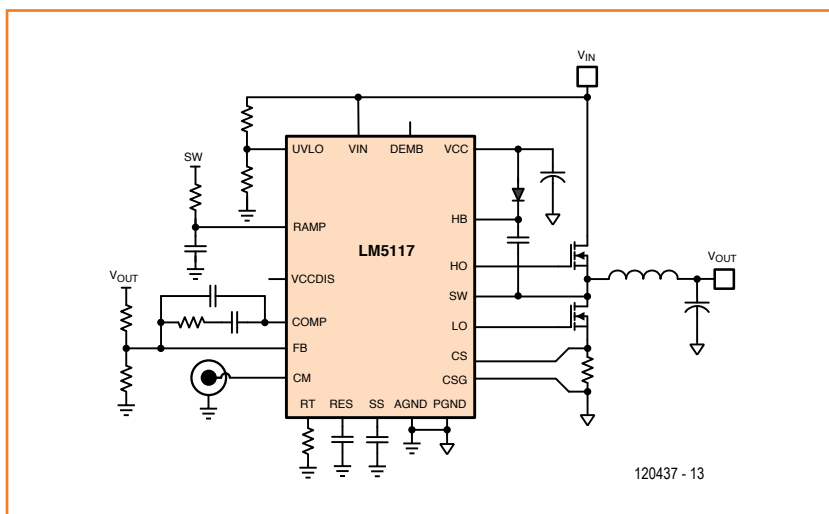 VIN
UVLO
VIN
DEMB
VCC
SW
HB
RAMP
LM5117
HO
VOUT
VCCDIS
SW
VOUT
COMP
LO
FB
CS
CM
CSG
RT
RES
SS
AGND
PGND
120437 - 13